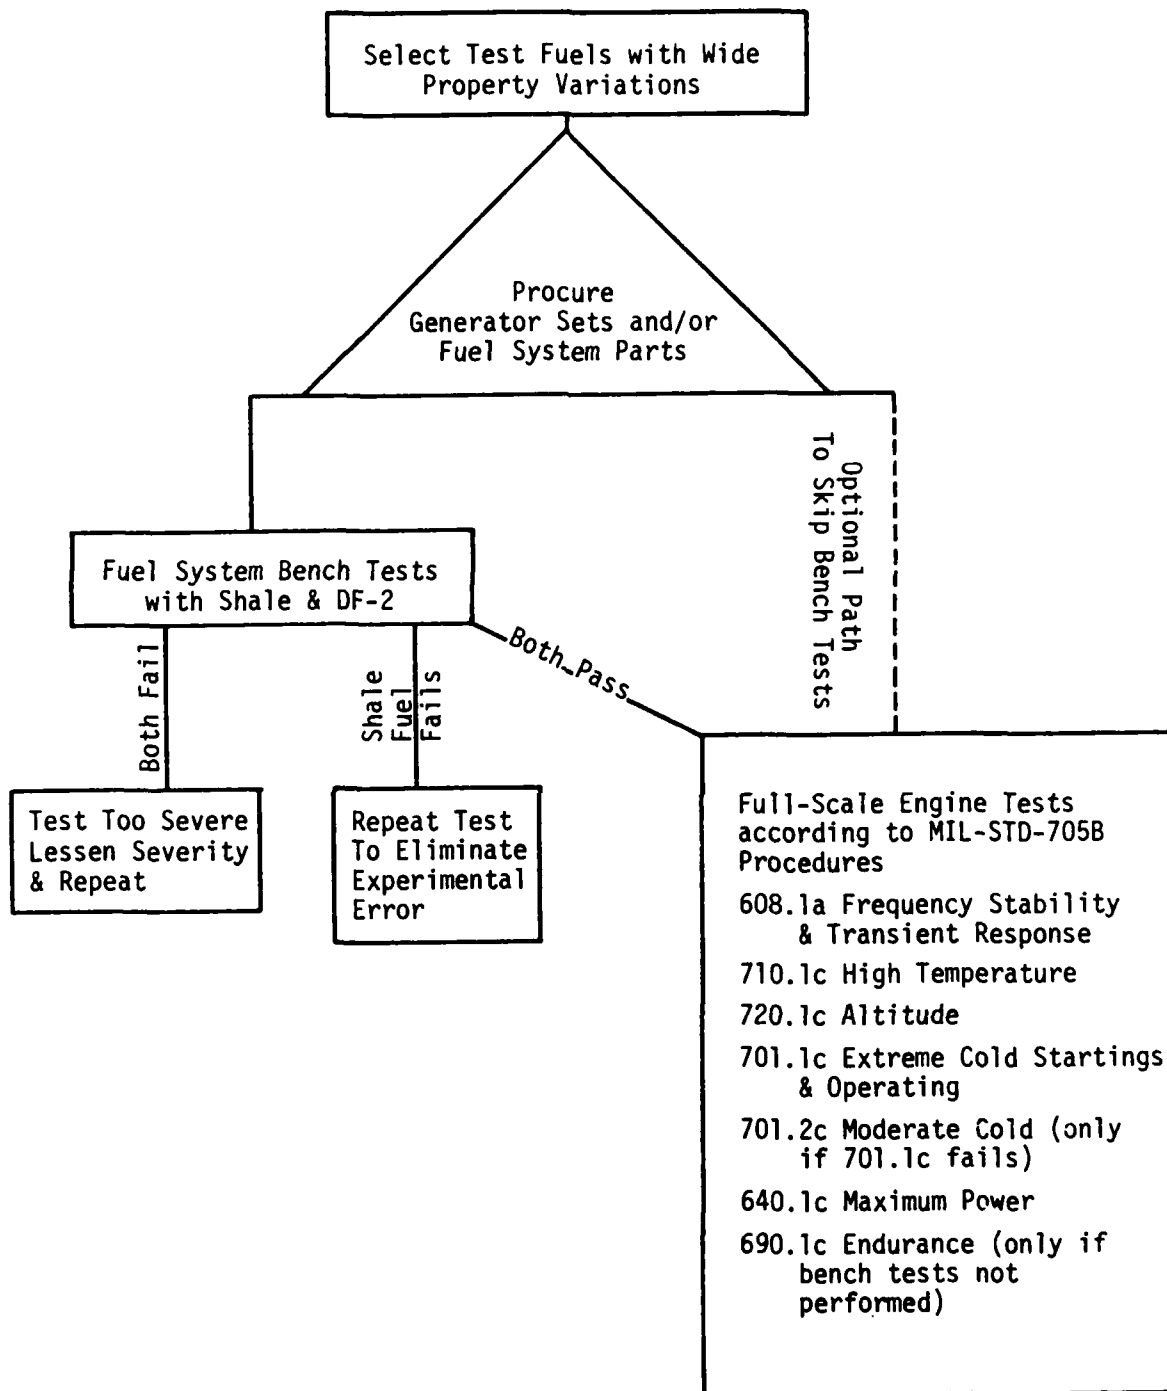 Select Test Fuels with Wide
Property Variations
Procure
Generator Sets and/or
Fuel System Parts
Optional Path
To Skip Bench Tests
Fuel System Bench Tests
with Shale & DF-2
Both Fail
Shale
Fuel
Fails
Both Pass
Test Too Severe
Lessen Severity
& Repeat
Repeat Test
To Eliminate
Experimental
Error
Full-Scale Engine Tests
according to MIL-STD-705B
Procedures
608.1a Frequency Stability
& Transient Response
710.1c High Temperature
720.1c Altitude
701.1c Extreme Cold Startings
& Operating
701.2c Moderate Cold (only
if 701.1c fails)
640.1c Maximum Power
690.1c Endurance (only if
bench tests not
performed)